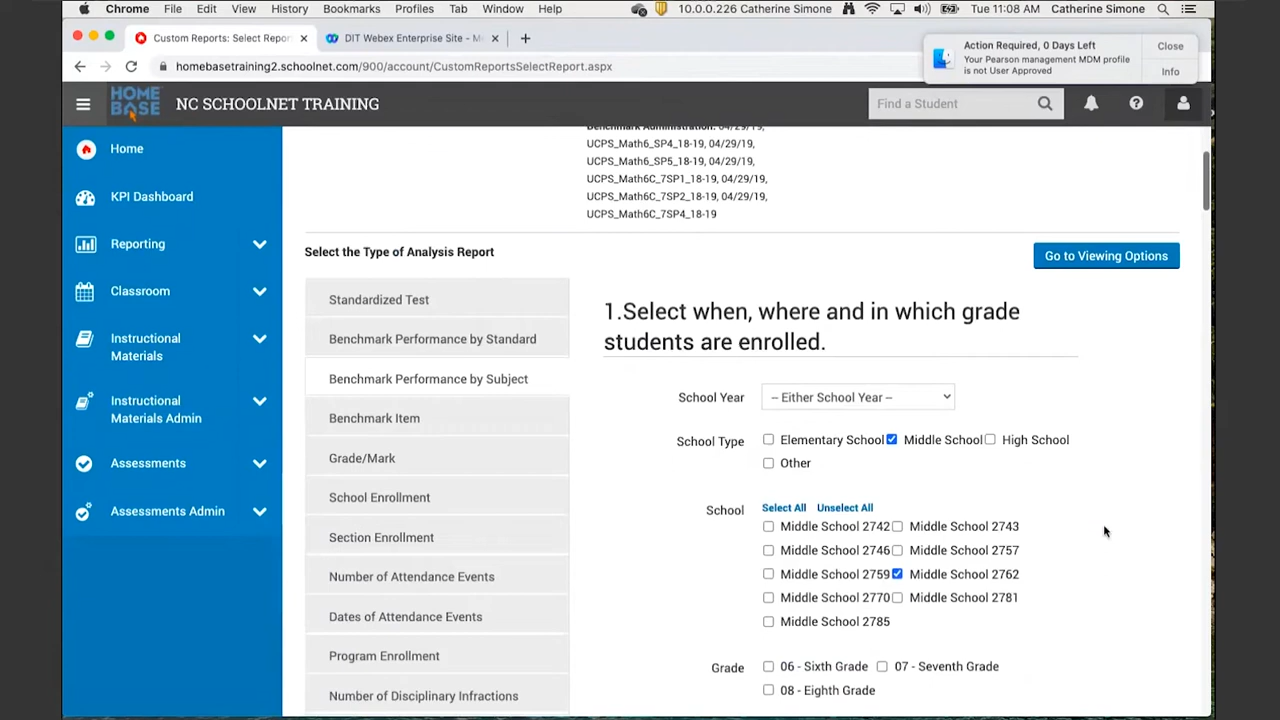 Chrome File Edit View History Bookmarks Profiles Tab Window Help 10.0.0.226 Catherine Simone Tue 11:08 AM Catherine Simone
Custom Reports: Select Repor DIT Webex Enterprise Site - M
homebasetraining2.schoolnet.com/900/account/CustomReportsSelectReport.aspx
Action Required, 0 Days Left
Your Pearson management MDM profile
is not User Approved
Close
Info
HOME
BASE
NC SCHOOLNET TRAINING
Find a Student
Home
KPI Dashboard
Reporting
Classroom
Instructional
Materials
Instructional
Materials Admin
Assessments
Assessments Admin
Benchmark Administration: 04/29/19,
UCPS_Math6_SP4_18-19, 04/29/19,
UCPS_Math6_SP5_18-19, 04/29/19,
UCPS_Math6C_7SP1_18-19, 04/29/19,
UCPS_Math6C_7SP2_18-19, 04/29/19,
UCPS_Math6C_7SP4_18-19
Select the Type of Analysis Report
Go to Viewing Options
Standardized Test
Benchmark Performance by Standard
Benchmark Performance by Subject
Benchmark Item
Grade/Mark
School Enrollment
Section Enrollment
Number of Attendance Events
Dates of Attendance Events
Program Enrollment
Number of Disciplinary Infractions
1.Select when, where and in which grade
students are enrolled.
School Year -- Either School Year --
School Type Elementary School Middle School High School
Other
School Select All Unselect All
Middle School 2742 Middle School 2743
Middle School 2746 Middle School 2757
Middle School 2759 Middle School 2762
Middle School 2770 Middle School 2781
Middle School 2785
Grade 06 - Sixth Grade 07 - Seventh Grade
08 - Eighth Grade